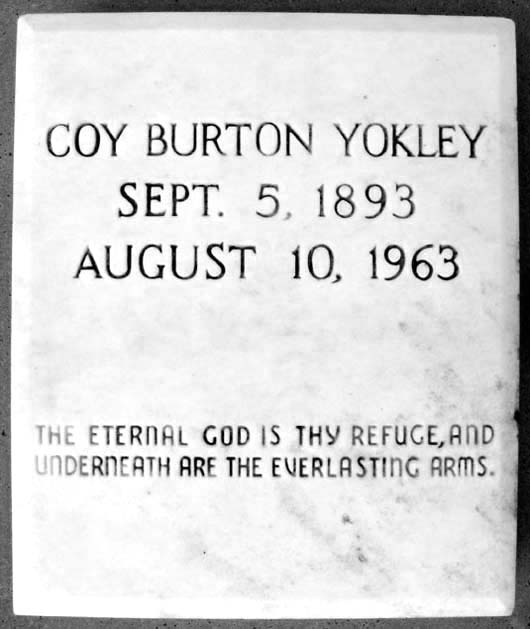 COY BURTON YOKLEY
SEPT. 5, 1893
AUGUST 10, 1963
THE ETERNAL GOD IS THY REFUGE, AND
UNDERNEATH ARE THE EVERLASTING ARMS.